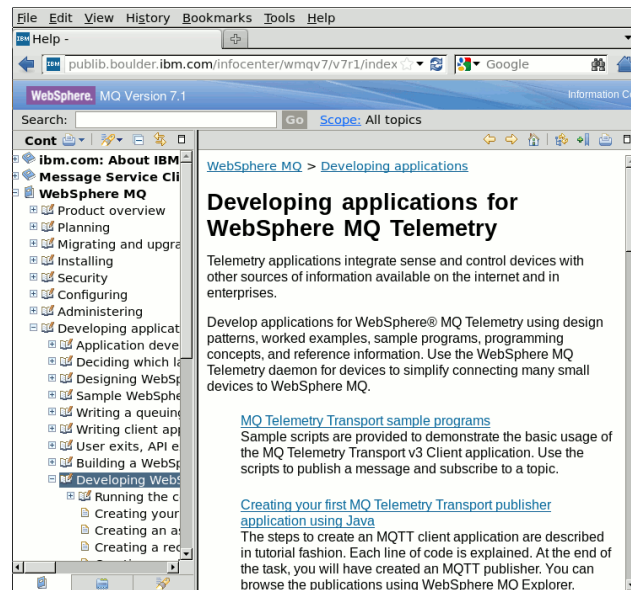 File Edit View History Bookmarks Tools Help
IBM Help -
IBM publib.boulder.ibm.com/infocenter/wmqv7/v7r1/index Google
WebSphere. MQ Version 7.1
Information
Search: Go Scope: All topics
Cont
ibm.com: About IBM
Message Service Cli
WebSphere MQ
Product overview
Planning
Migrating and upgra
Installing
Security
Configuring
Administering
Developing applicat
Application deve
Deciding which la
Designing WebSp
Sample WebSphe
Writing a queuing
Writing client app
User exits, API e
Building a WebSp
Developing WebS
Running the c
Creating your
Creating an as
Creating a rec
WebSphere MQ > Developing applications
Developing applications for
WebSphere MQ Telemetry
Telemetry applications integrate sense and control devices with
other sources of information available on the internet and in
enterprises.
Develop applications for WebSphere® MQ Telemetry using design
patterns, worked examples, sample programs, programming
concepts, and reference information. Use the WebSphere MQ
Telemetry daemon for devices to simplify connecting many small
devices to WebSphere MQ.
MQ Telemetry Transport sample programs
Sample scripts are provided to demonstrate the basic usage of
the MQ Telemetry Transport v3 Client application. Use the
scripts to publish a message and subscribe to a topic.
Creating your first MQ Telemetry Transport publisher
application using Java
The steps to create an MQTT client application are described
in tutorial fashion. Each line of code is explained. At the end of
the task, you will have created an MQTT publisher. You can
browse the publications using WebSphere MQ Explorer.